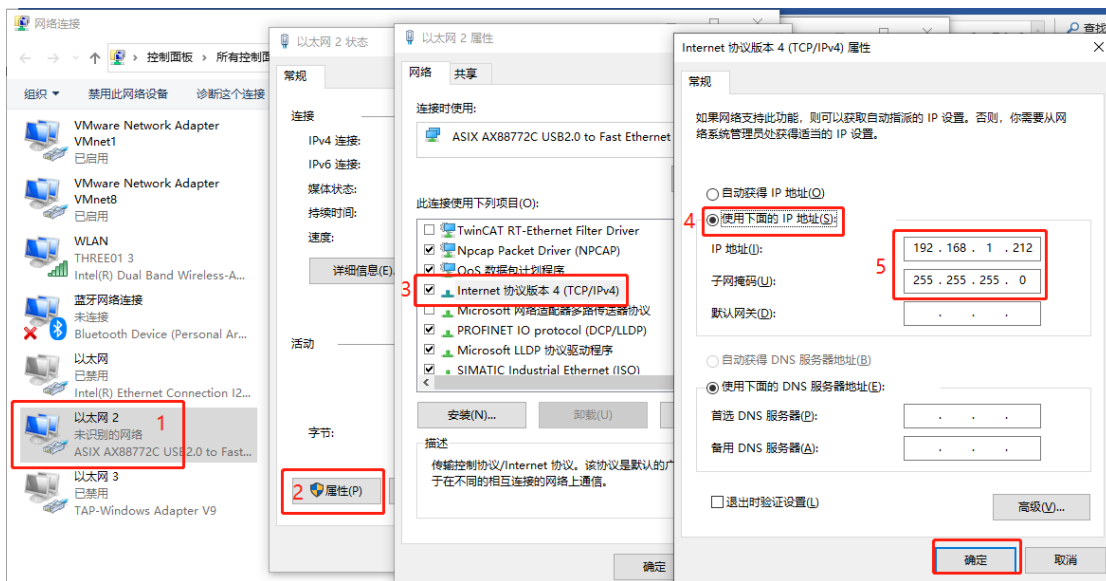 网络连接
控制面板 › 所有控制面
查找
组织
禁用此网络设备
诊断这个连接
VMware Network Adapter
VMnet1
已启用
VMware Network Adapter
VMnet8
已启用
WLAN
THREE01 3
Intel(R) Dual Band Wireless-A...
蓝牙网络连接
未连接
Bluetooth Device (Personal Ar...
以太网
已禁用
Intel(R) Ethernet Connection I2...
以太网 2
1
未识别的网络
ASIX AX88772C USB2.0 to Fast...
以太网 3
已禁用
TAP-Windows Adapter V9
以太网 2 状态
常规
连接
IPv4 连接:
IPv6 连接:
媒体状态:
持续时间:
速度:
详细信息(E)
活动
字节:
2 属性(P)
以太网 2 属性
网络
共享
连接时使用:
ASIX AX88772C USB2.0 to Fast Ethernet
此连接使用下列项目(O):
TwinCAT RT-Ethernet Filter Driver
Npcap Packet Driver (NPCAP)
QoS 数据包计划程序
3 Internet 协议版本 4 (TCP/IPv4)
Microsoft 网络适配器多路传送器协议
PROFINET IO protocol (DCP/LLDP)
Microsoft LLDP 协议驱动程序
SIMATIC Industrial Ethernet (ISO)
安装(N)...
卸载(U)
描述
传输控制协议/Internet 协议。该协议是默认的广
于在不同的相互连接的网络上通信。
确定
Internet 协议版本 4 (TCP/IPv4) 属性
常规
如果网络支持此功能，则可以获取自动指派的 IP 设置。否则，你需要从网
络系统管理员处获得适当的 IP 设置。
自动获得 IP 地址(O)
4 使用下面的 IP 地址(S):
IP 地址(I):
192 . 168 . 1 . 212
5
子网掩码(U):
255 . 255 . 255 . 0
默认网关(D):
. . .
自动获得 DNS 服务器地址(B)
使用下面的 DNS 服务器地址(E):
首选 DNS 服务器(P):
. . .
备用 DNS 服务器(A):
. . .
退出时验证设置(L)
高级(V)...
确定
取消